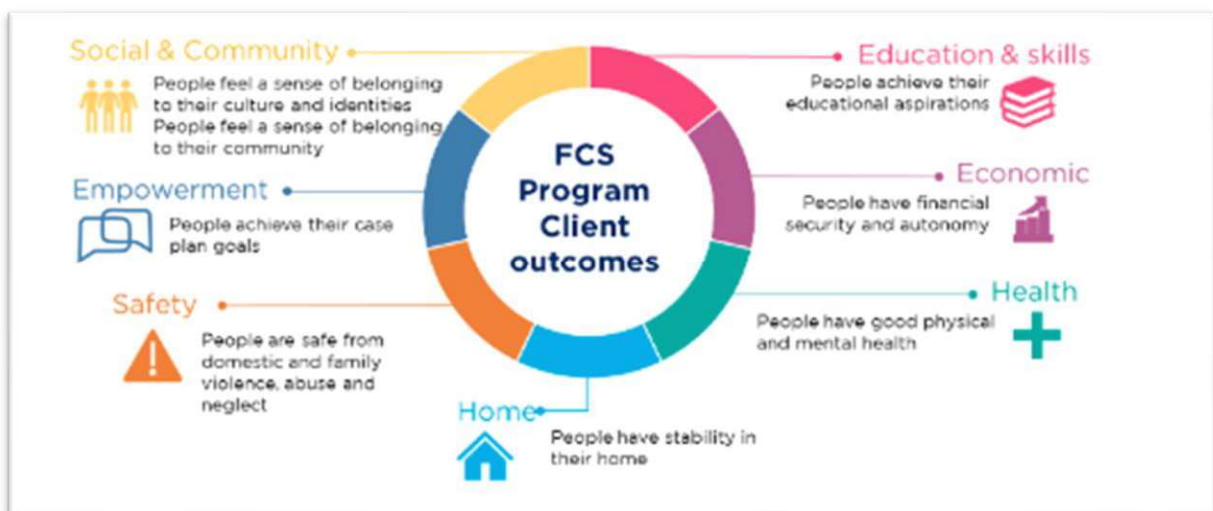 Social & Community
People feel a sense of belonging
to their culture and identities
People feel a sense of belonging
to their community
Empowerment
People achieve their case
plan goals
Safety
People are safe from
domestic and family
violence, abuse and
neglect
Home
People have stability in
their home
FCS
Program
Client
outcomes
Education & skills
People achieve their
educational aspirations
Economic
People have financial
security and autonomy
Health
People have good physical
and mental health